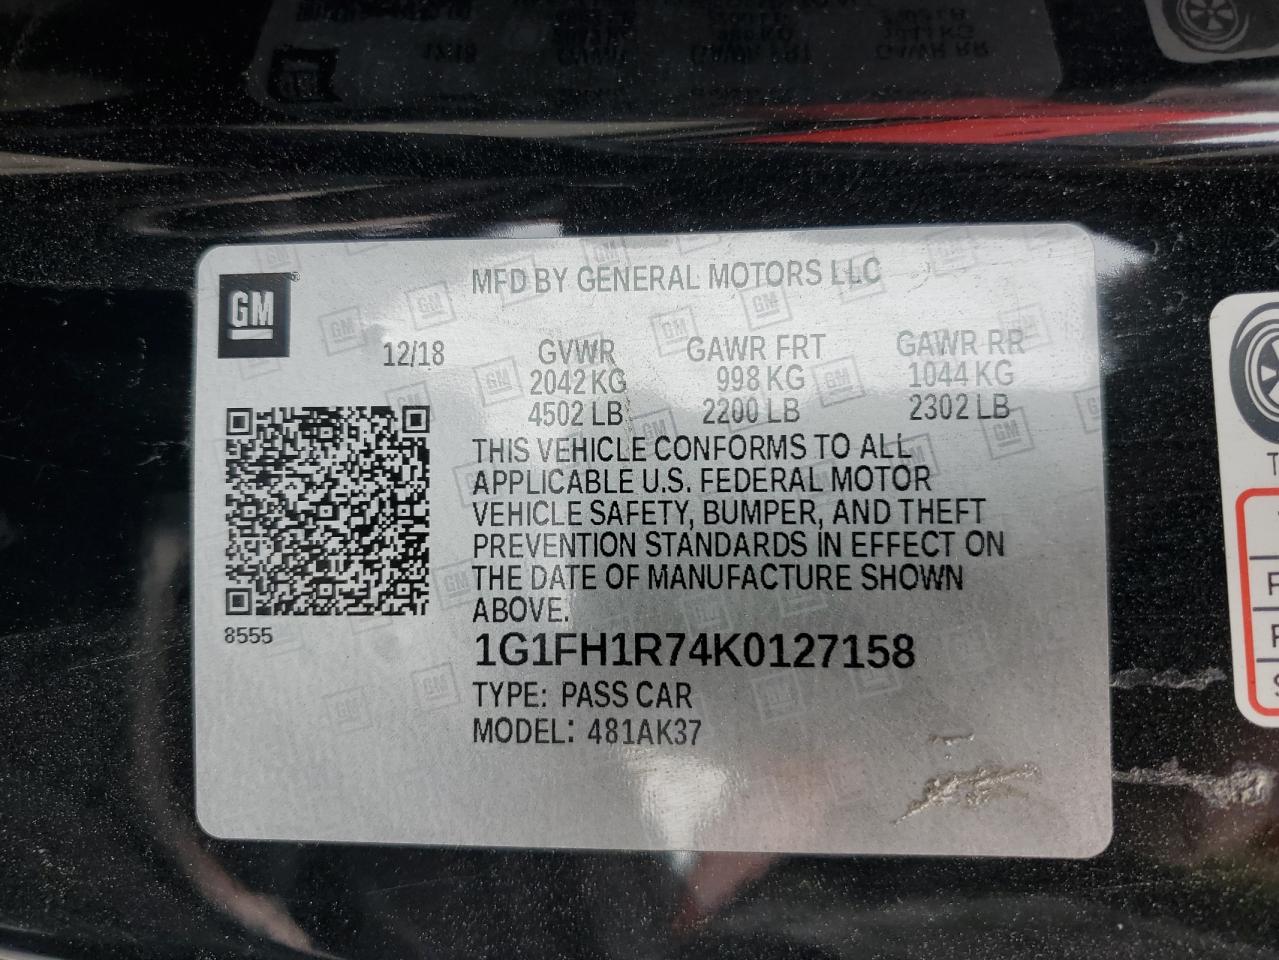 GM
MFD BY GENERAL MOTORS LLC
12/18
GVWR GAWR FRT GAWR RR
2042 KG 998 KG 1044 KG
4502 LB 2200 LB 2302 LB
THIS VEHICLE CONFORMS TO ALL
APPLICABLE U.S. FEDERAL MOTOR
VEHICLE SAFETY, BUMPER, AND THEFT
PREVENTION STANDARDS IN EFFECT ON
THE DATE OF MANUFACTURE SHOWN
ABOVE.
8555
1G1FH1R74K0127158
TYPE: PASS CAR
MODEL: 481AK37